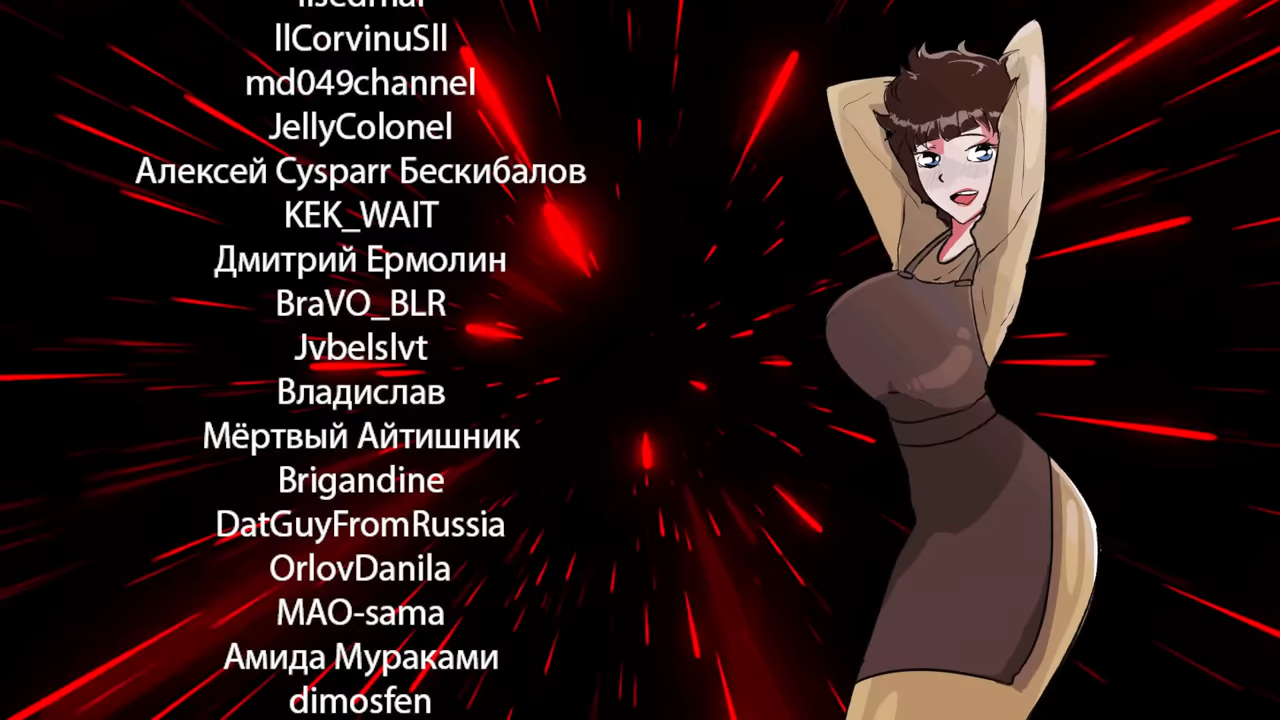 llCorvinuSll
md049channel
JellyColonel
Алексей Cysparr Бескибалов
KEK_WAIT
Дмитрий Ермолин
BraVO_BLR
Jvbelslvt
Владислав
Мёртвый Айтишник
Brigandine
DatGuyFromRussia
OrlovDanila
MAO-sama
Амида Мураками
dimosfen